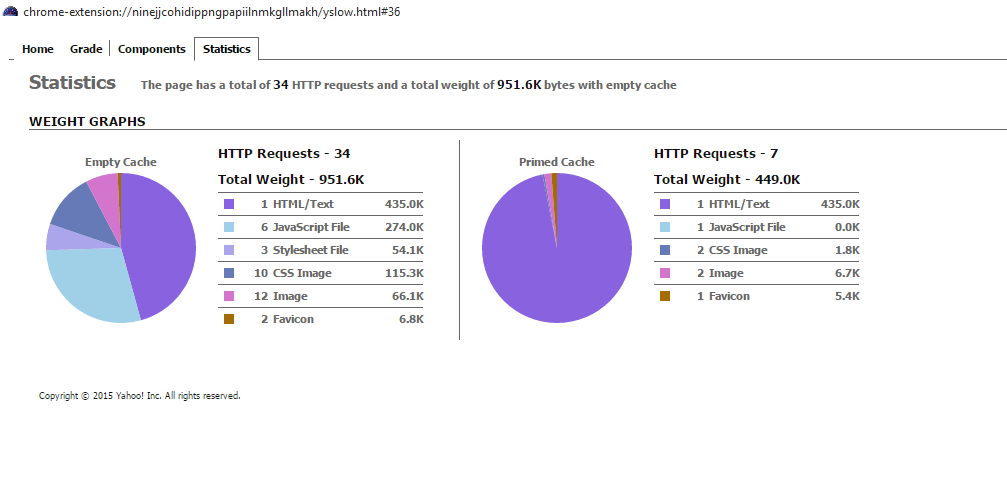 chrome-extension://ninejjcohidippngpapiilnmkgllmakh/yslow.html#36
Home Grade Components Statistics
Statistics The page has a total of 34 HTTP requests and a total weight of 951.6K bytes with empty cache
WEIGHT GRAPHS
Empty Cache
HTTP Requests - 34
Total Weight - 951.6K
1 HTML/Text 435.0K
6 JavaScript File 274.0K
3 Stylesheet File 54.1K
10 CSS Image 115.3K
12 Image 66.1K
2 Favicon 6.8K
Primed Cache
HTTP Requests - 7
Total Weight - 449.0K
1 HTML/Text 435.0K
1 JavaScript File 0.0K
2 CSS Image 1.8K
2 Image 6.7K
1 Favicon 5.4K
Copyright © 2015 Yahoo! Inc. All rights reserved.